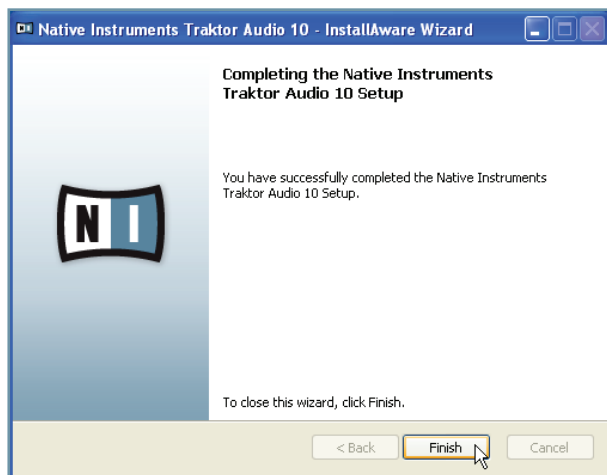 Native Instruments Traktor Audio 10 - InstallAware Wizard
Completing the Native Instruments
Traktor Audio 10 Setup
You have successfully completed the Native Instruments
Traktor Audio 10 Setup.
N I
To close this wizard, click Finish.
< Back Finish Cancel